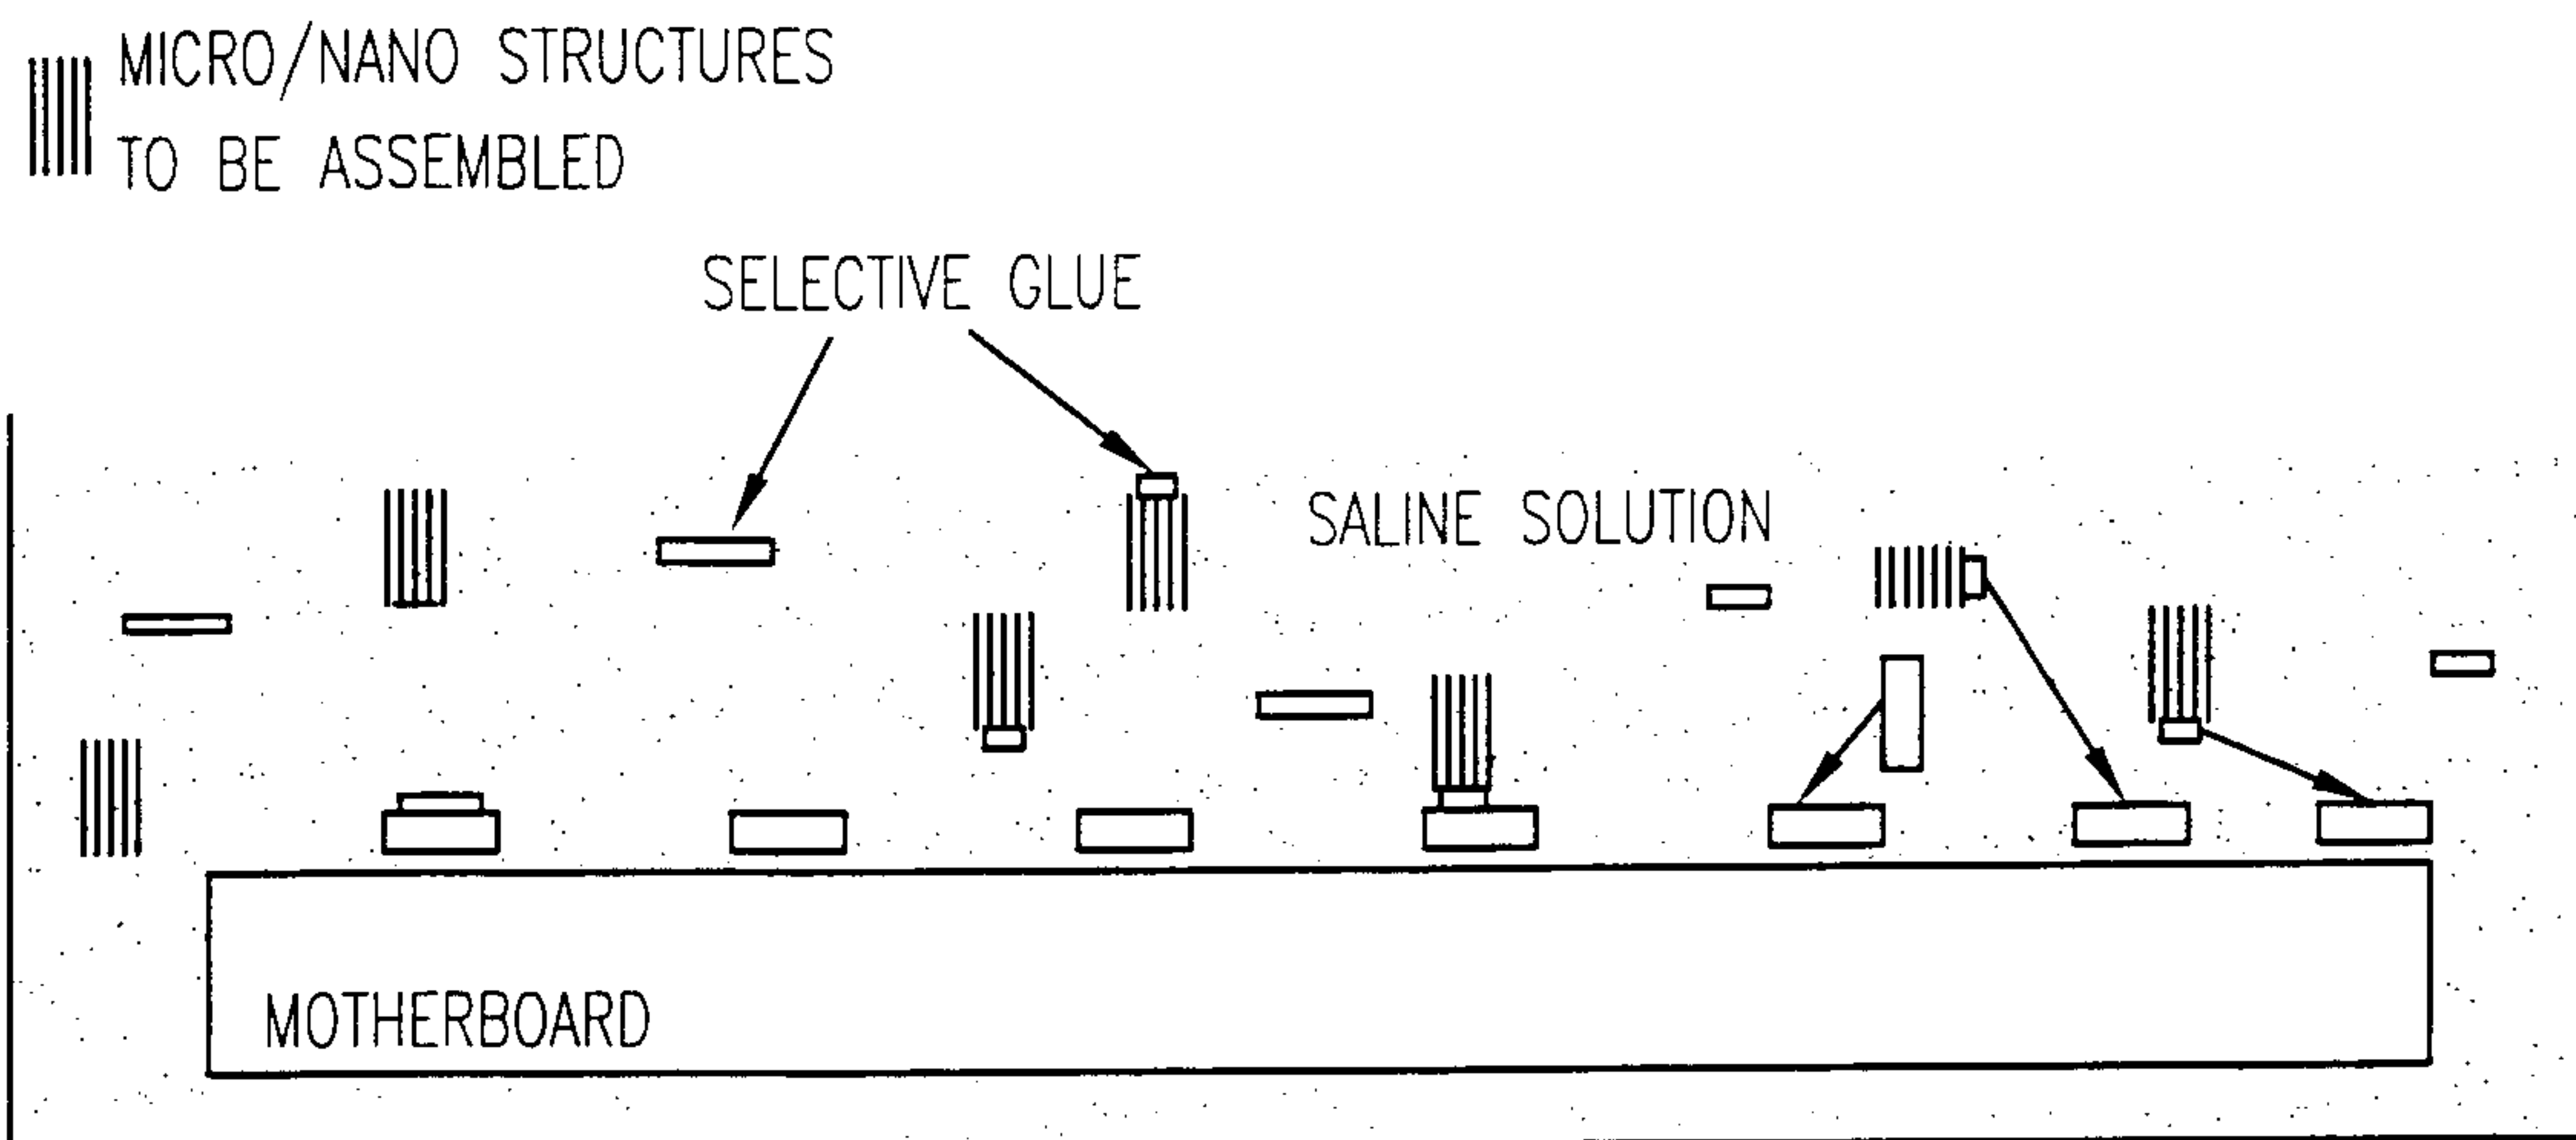 MICRO/NANO STRUCTURES
TO BE ASSEMBLED
SELECTIVE GLUE
SALINE SOLUTION
MOTHERBOARD